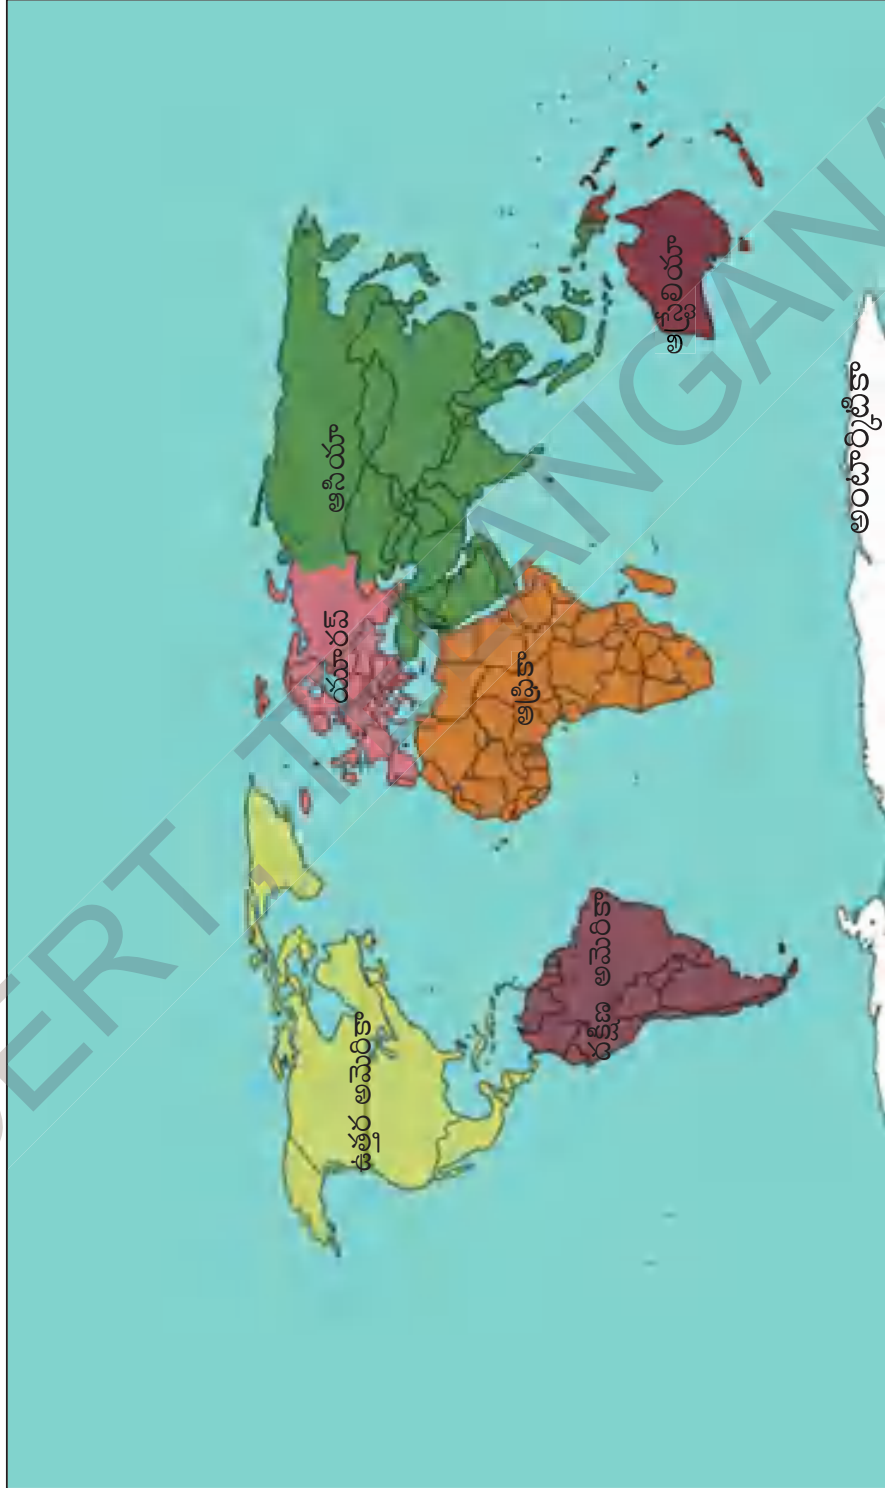 ఉత్తర అమెరికా
దక్షిణ అమెరికా
యూరప్
ఆఫ్రికా
ఆసియా
ఆస్ట్రేలియా
అంటార్కిటికా
SCERT, TELANGANA